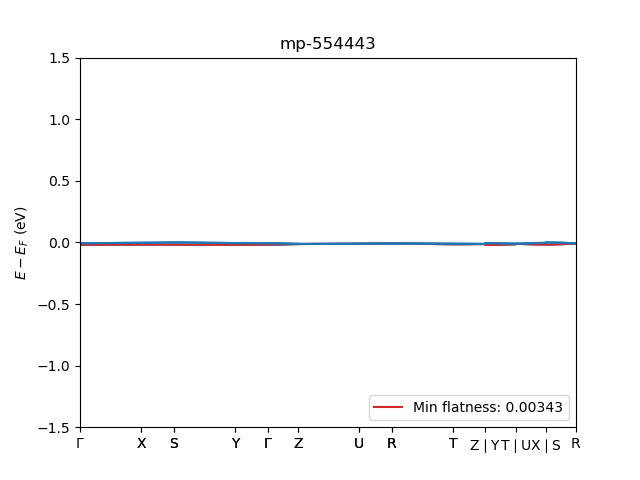 mp-554443
1.5
1.0
0.5
0.0
−0.5
−1.0
−1.5
E − E_F (eV)
Min flatness: 0.00343
Γ X S Y Γ Z U R T Z | Y T | U X | S R